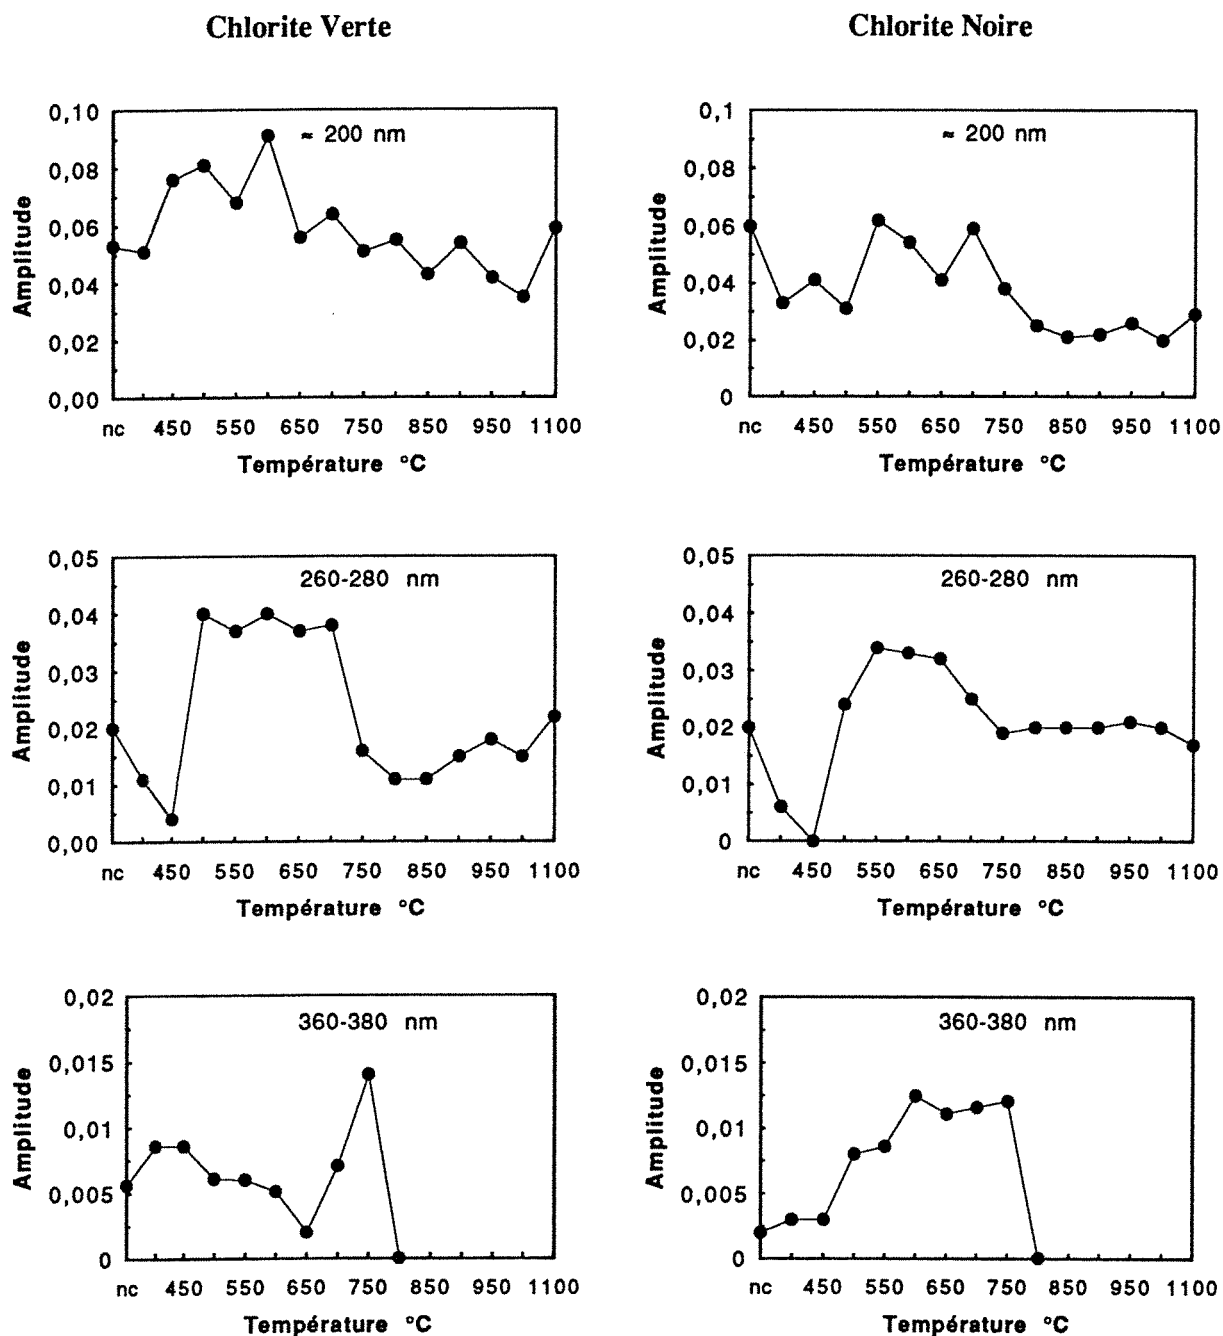 Chlorite Verte
Chlorite Noire
≈ 200 nm
Amplitude
0,10
0,08
0,06
0,04
0,02
0,00
nc 450 550 650 750 850 950 1100
Température °C
≈ 200 nm
Amplitude
0,1
0,08
0,06
0,04
0,02
0
nc 450 550 650 750 850 950 1100
Température °C
260-280 nm
Amplitude
0,05
0,04
0,03
0,02
0,01
0,00
nc 450 550 650 750 850 950 1100
Température °C
260-280 nm
Amplitude
0,05
0,04
0,03
0,02
0,01
0
nc 450 550 650 750 850 950 1100
Température °C
360-380 nm
Amplitude
0,02
0,015
0,01
0,005
0
nc 450 550 650 750 850 950 1100
Température °C
360-380 nm
Amplitude
0,02
0,015
0,01
0,005
0
nc 450 550 650 750 850 950 1100
Température °C